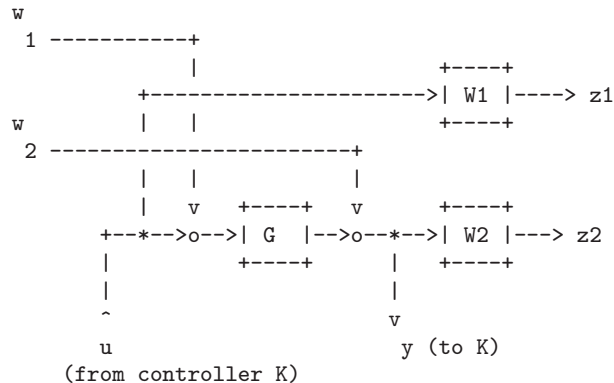 w
1 -----------+
|           +----+
+---------------------->| W1 |----> z1
w         |   |                   +----+
2 ------------------------+
|   |            |
|   v   +----+   v      +----+
+--*-->o-->| G  |-->o--*-->| W2 |---> z2
|          +----+      |   +----+
|                      |
^                      v
u                       y (to K)
(from controller K)